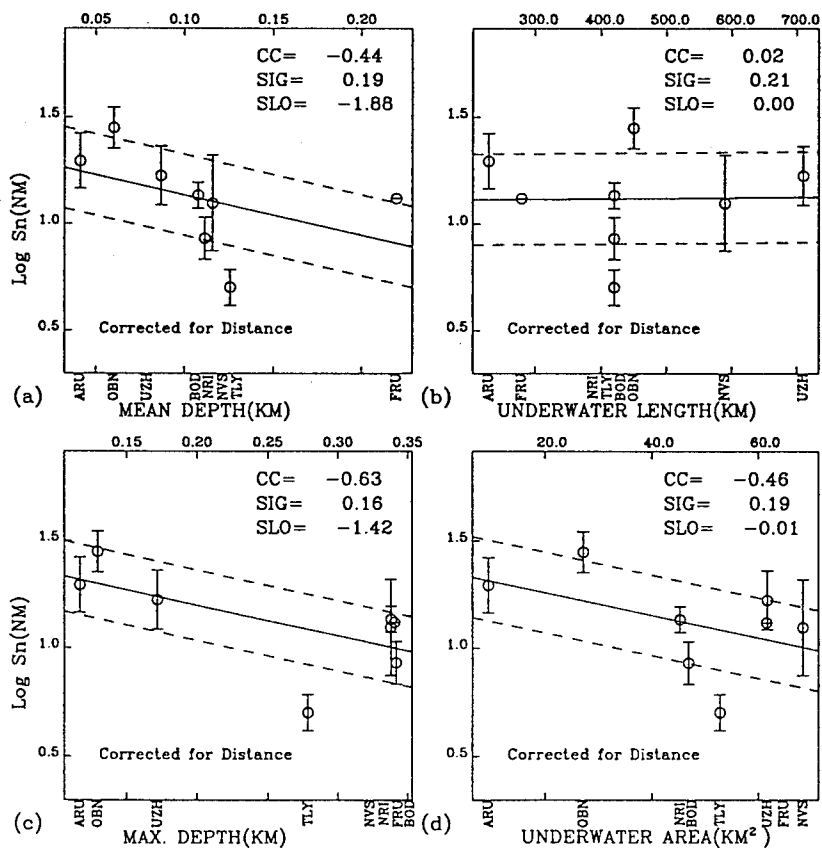 0.05 0.10 0.15 0.20
200.0 300.0 400.0 500.0 600.0 700.0
CC= −0.44
SIG= 0.19
SLO= −1.88
CC= 0.02
SIG= 0.21
SLO= 0.00
1.5
1.0
0.5
1.5
1.0
0.5
Log Sn(NM)
Corrected for Distance
Corrected for Distance
ARU OBN UZH BOD NRI NVS TLY FRU
ARU FRU NRI TLY BOD OBN NVS UZH
(a) MEAN DEPTH(KM)
(b) UNDERWATER LENGTH(KM)
0.15 0.20 0.25 0.30 0.35
20.0 40.0 60.0
CC= −0.63
SIG= 0.16
SLO= −1.42
CC= −0.46
SIG= 0.19
SLO= −0.01
1.5
1.0
0.5
1.5
1.0
0.5
Log Sn(NM)
Corrected for Distance
Corrected for Distance
ARU OBN UZH TLY NVS NRI FRU BOD
ARU OBN NRI BOD TLY UZH FRU NVS
(c) MAX. DEPTH(KM)
(d) UNDERWATER AREA(KM²)